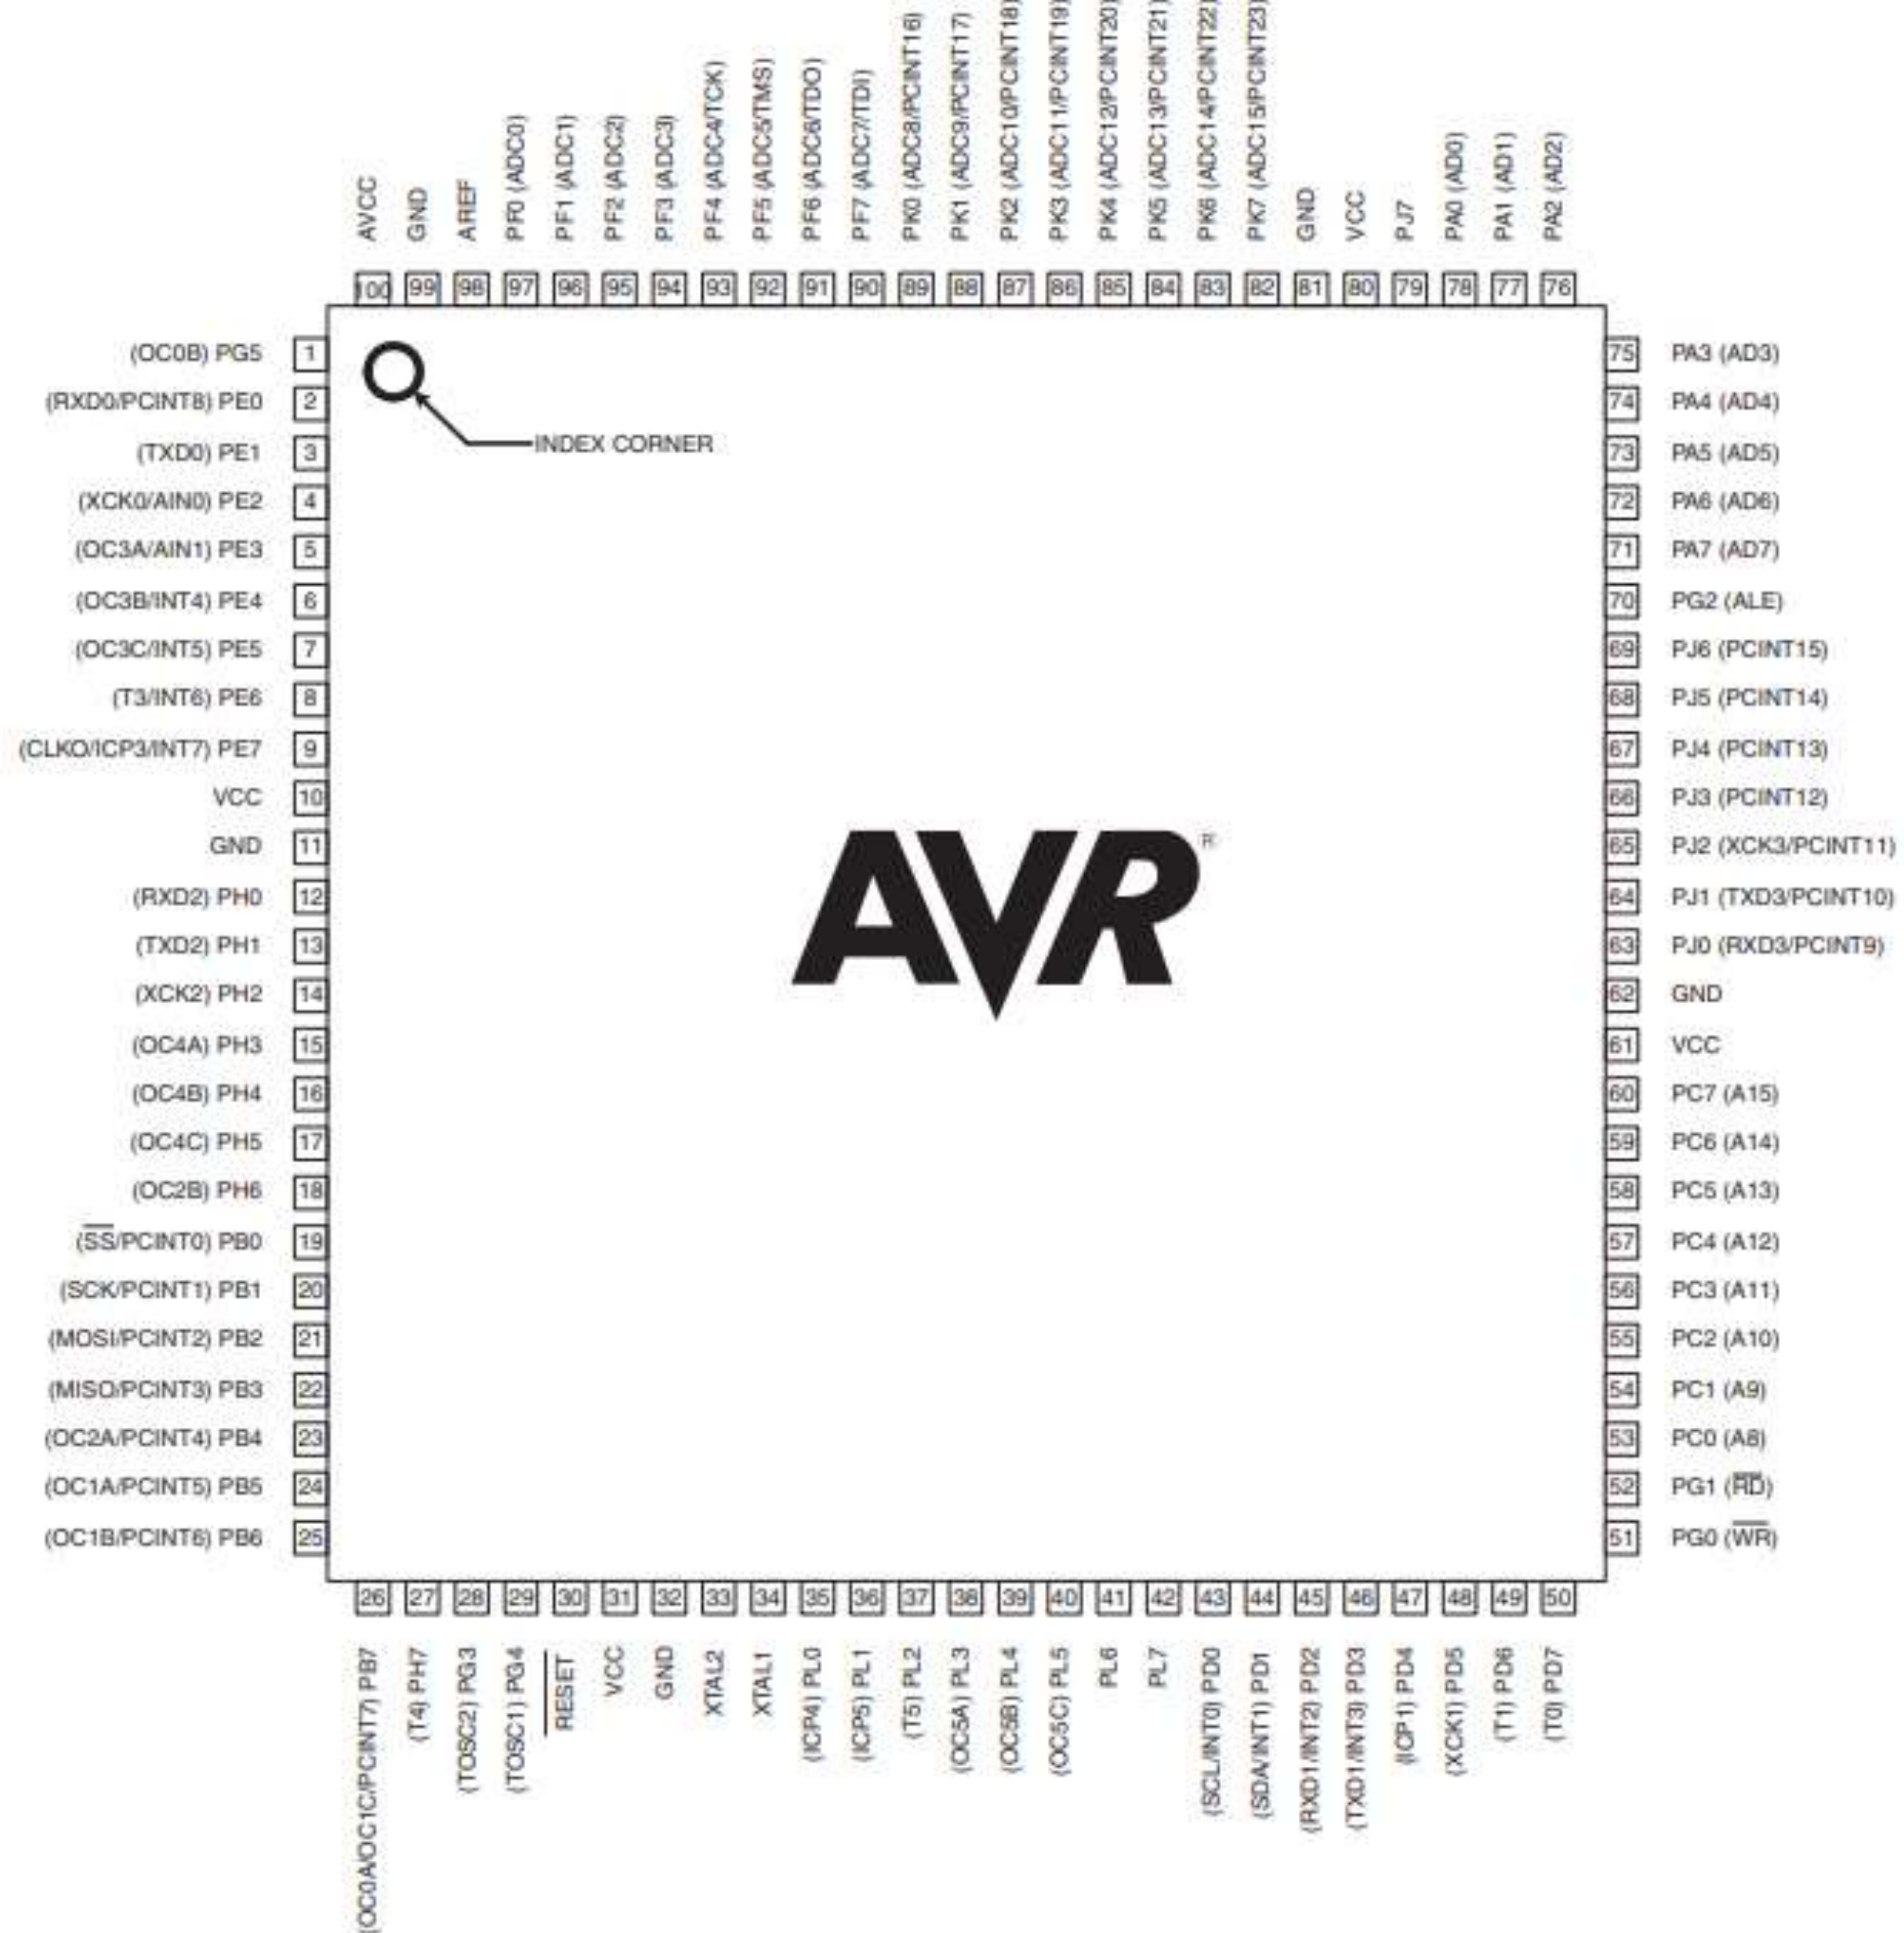 AVCC
GND
AREF
PF0 (ADC0)
PF1 (ADC1)
PF2 (ADC2)
PF3 (ADC3)
PF4 (ADC4/TCK)
PF5 (ADC5/TMS)
PF6 (ADC6/TDO)
PF7 (ADC7/TDI)
PK0 (ADC8/PCINT16)
PK1 (ADC9/PCINT17)
PK2 (ADC10/PCINT18)
PK3 (ADC11/PCINT19)
PK4 (ADC12/PCINT20)
PK5 (ADC13/PCINT21)
PK6 (ADC14/PCINT22)
PK7 (ADC15/PCINT23)
GND
VCC
PJ7
PA0 (AD0)
PA1 (AD1)
PA2 (AD2)
100 99 98 97 96 95 94 93 92 91 90 89 88 87 86 85 84 83 82 81 80 79 78 77 76
(OC0B) PG5 1 75 PA3 (AD3)
(RXD0/PCINT8) PE0 2 74 PA4 (AD4)
INDEX CORNER
(TXD0) PE1 3 73 PA5 (AD5)
(XCK0/AIN0) PE2 4 72 PA6 (AD6)
(OC3A/AIN1) PE3 5 71 PA7 (AD7)
(OC3B/INT4) PE4 6 70 PG2 (ALE)
(OC3C/INT5) PE5 7 69 PJ6 (PCINT15)
(T3/INT6) PE6 8 68 PJ5 (PCINT14)
(CLKO/ICP3/INT7) PE7 9 67 PJ4 (PCINT13)
VCC 10 66 PJ3 (PCINT12)
GND 11 65 PJ2 (XCK3/PCINT11)
AVR®
(RXD2) PH0 12 64 PJ1 (TXD3/PCINT10)
(TXD2) PH1 13 63 PJ0 (RXD3/PCINT9)
(XCK2) PH2 14 62 GND
(OC4A) PH3 15 61 VCC
(OC4B) PH4 16 60 PC7 (A15)
(OC4C) PH5 17 59 PC6 (A14)
(OC2B) PH6 18 58 PC5 (A13)
(SS/PCINT0) PB0 19 57 PC4 (A12)
(SCK/PCINT1) PB1 20 56 PC3 (A11)
(MOSI/PCINT2) PB2 21 55 PC2 (A10)
(MISO/PCINT3) PB3 22 54 PC1 (A9)
(OC2A/PCINT4) PB4 23 53 PC0 (A8)
(OC1A/PCINT5) PB5 24 52 PG1 (RD)
(OC1B/PCINT6) PB6 25 51 PG0 (WR)
26 27 28 29 30 31 32 33 34 35 36 37 38 39 40 41 42 43 44 45 46 47 48 49 50
(OC0A/OC1C/PCINT7) PB7
(T4) PH7
(TOSC2) PG3
(TOSC1) PG4
RESET
VCC
GND
XTAL2
XTAL1
(ICP4) PL0
(ICP5) PL1
(T5) PL2
(OC5A) PL3
(OC5B) PL4
(OC5C) PL5
PL6
PL7
(SCL/INT0) PD0
(SDA/INT1) PD1
(RXD1/INT2) PD2
(TXD1/INT3) PD3
(ICP1) PD4
(XCK1) PD5
(T1) PD6
(T0) PD7